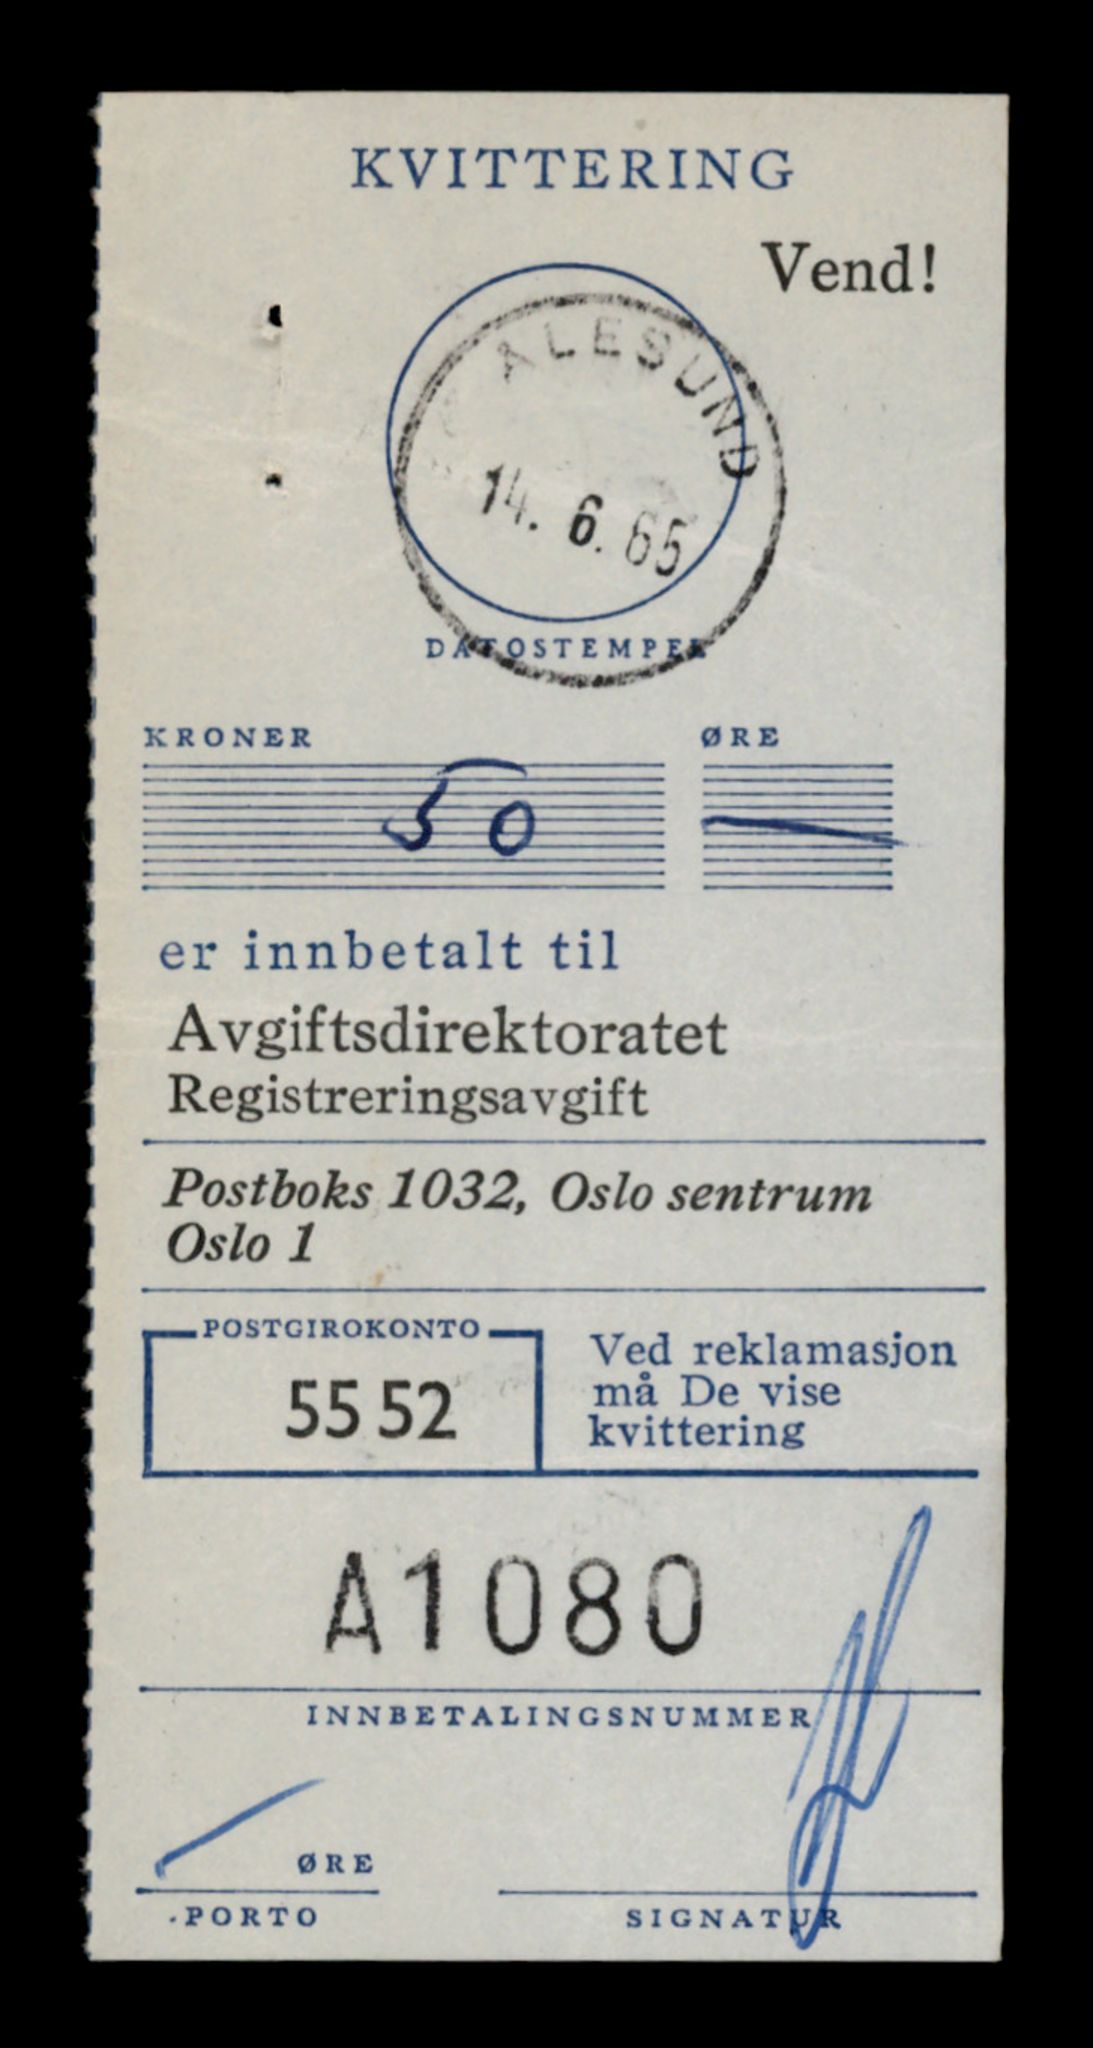 KVITTERING
Vend!
ÅLESUND
14. 6. 65
DATOSTEMPEL
KRONER ØRE
50 —
er innbetalt til
Avgiftsdirektoratet
Registreringsavgift
Postboks 1032, Oslo sentrum
Oslo 1
POSTGIROKONTO
55 52
Ved reklamasjon
må De vise
kvittering
A1080
INNBETALINGSNUMMER
ØRE
PORTO
SIGNATUR